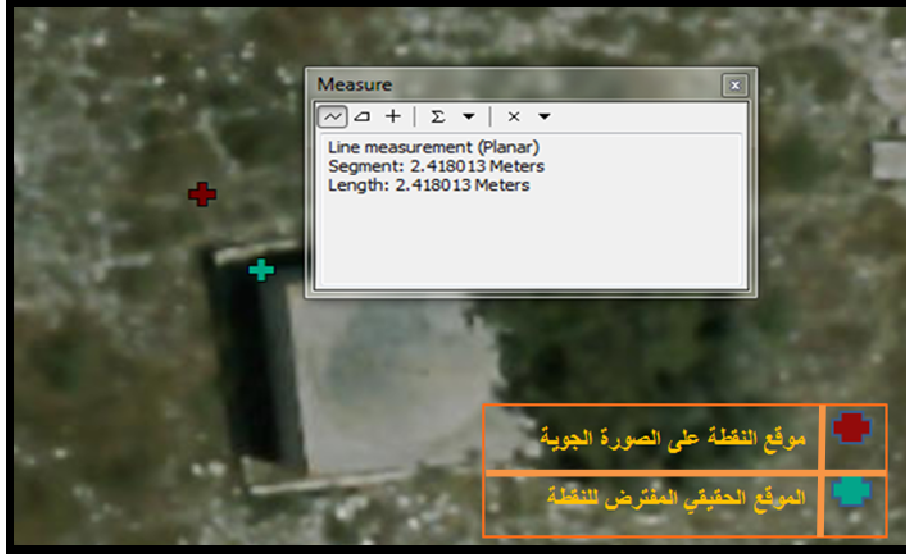 Measure
Line measurement (Planar)
Segment: 2.418013 Meters
Length: 2.418013 Meters
موقع النقطة على الصورة الجوية
الموقع الحقيقي المفترض للنقطة